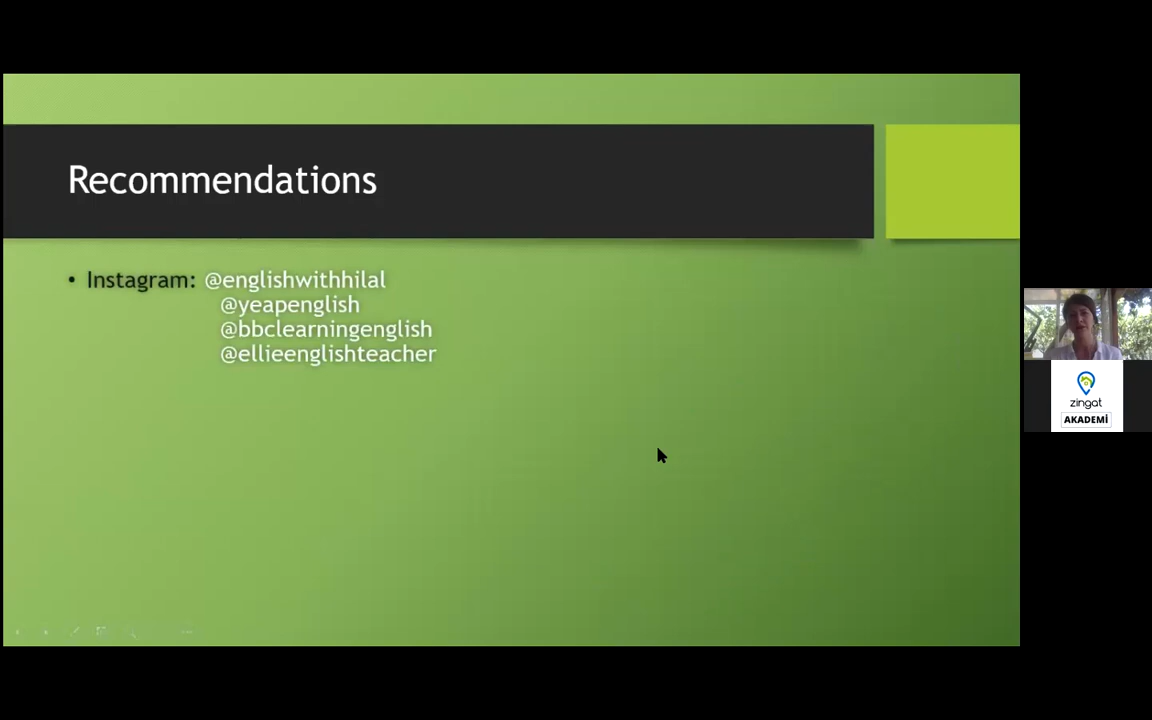 Recommendations
• Instagram: @englishwithhilal
@yeapenglish
@bbclearningenglish
@ellieenglishteacher
zingat
AKADEMİ